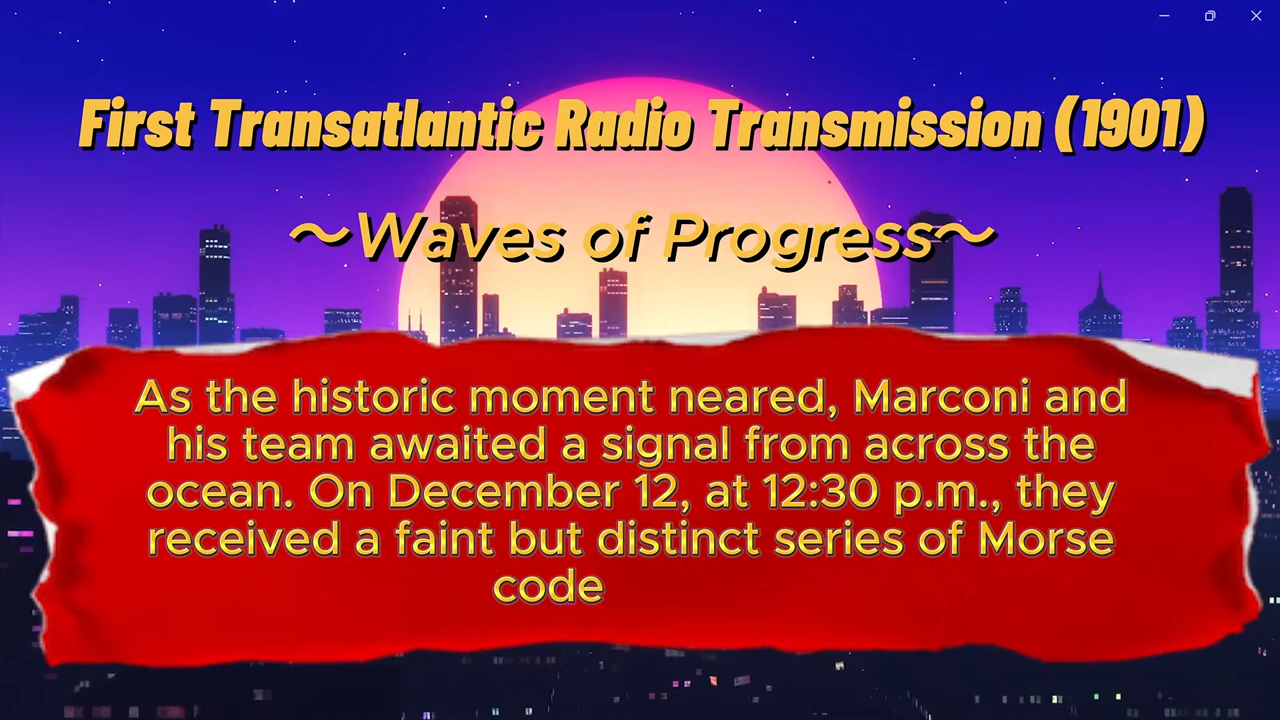 First Transatlantic Radio Transmission (1901)
～Waves of Progress～
As the historic moment neared, Marconi and
his team awaited a signal from across the
ocean. On December 12, at 12:30 p.m., they
received a faint but distinct series of Morse
code